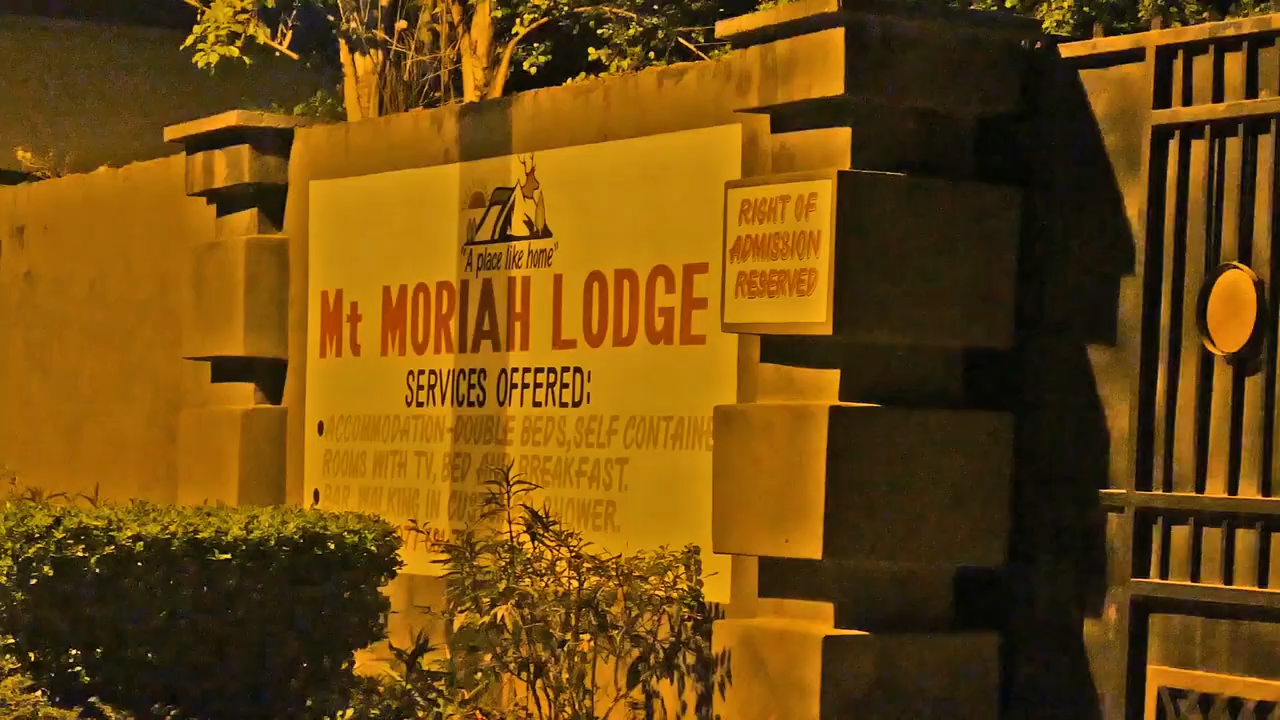 "A place like home"
Mt MORIAH LODGE
SERVICES OFFERED:
• ACCOMMODATION-DOUBLE BEDS, SELF CONTAINE
ROOMS WITH TV, BED AND BREAKFAST.
• BAR, WALKING IN CUSTOMER SHOWER.
RIGHT OF
ADMISSION
RESERVED